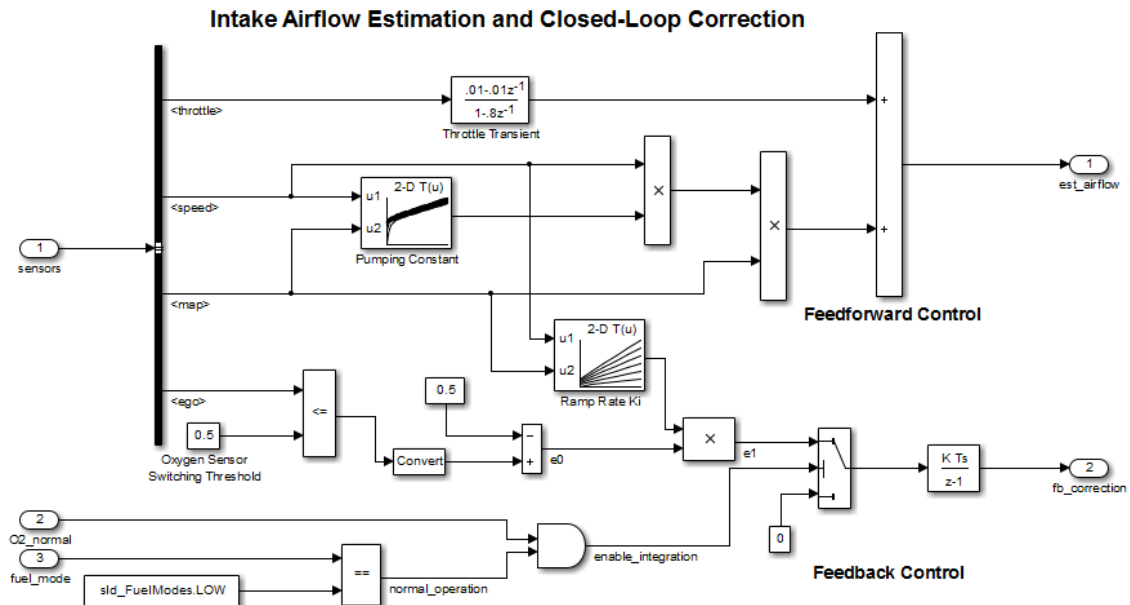 Intake Airflow Estimation and Closed-Loop Correction
<throttle>
.01-.01z-1
1-.8z-1
Throttle Transient
+
1
est_airflow
<speed>
2-D T(u)
u1
u2
Pumping Constant
×
×
+
1
sensors
<map>
Feedforward Control
2-D T(u)
u1
u2
Ramp Rate Ki
<ego>
<=
0.5
Oxygen Sensor
Switching Threshold
Convert
0.5
−
+
e0
×
e1
0
K Ts
z-1
2
fb_correction
2
O2_normal
3
fuel_mode
sld_FuelModes.LOW
==
normal_operation
enable_integration
Feedback Control